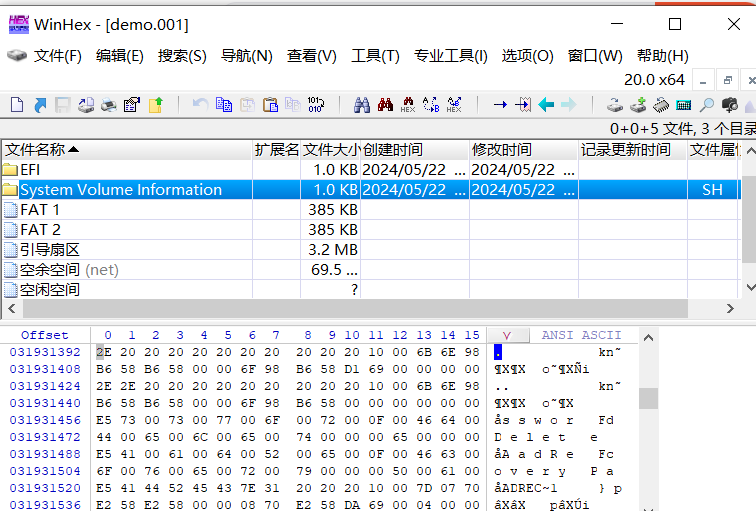 WinHex - [demo.001]
文件(F) 编辑(E) 搜索(S) 导航(N) 查看(V) 工具(T) 专业工具(I) 选项(O) 窗口(W) 帮助(H)
20.0 x64
0+0+5 文件, 3 个目录
文件名称 扩展名 文件大小 创建时间 修改时间 记录更新时间 文件属
EFI 1.0 KB 2024/05/22 ... 2024/05/22 ...
System Volume Information 1.0 KB 2024/05/22 ... 2024/05/22 ... SH
FAT 1 385 KB
FAT 2 385 KB
引导扇区 3.2 MB
空余空间 (net) 69.5 ...
空闲空间 ?
Offset 0 1 2 3 4 5 6 7 8 9 10 11 12 13 14 15 ANSI ASCII
031931392 2E 20 20 20 20 20 20 20 20 20 20 10 00 6B 6E 98 . kn˜
031931408 B6 58 B6 58 00 00 6F 98 B6 58 D1 69 00 00 00 00 ¶X¶X o˜¶XÑi
031931424 2E 2E 20 20 20 20 20 20 20 20 20 10 00 6B 6E 98 .. kn˜
031931440 B6 58 B6 58 00 00 6F 98 B6 58 00 00 00 00 00 00 ¶X¶X o˜¶X
031931456 E5 73 00 73 00 77 00 6F 00 72 00 0F 00 46 64 00 ås s w o r Fd
031931472 44 00 65 00 6C 00 65 00 74 00 00 00 65 00 00 00 D e l e t e
031931488 E5 41 00 61 00 64 00 52 00 65 00 0F 00 46 63 00 åA a d R e Fc
031931504 6F 00 76 00 65 00 72 00 79 00 00 00 50 00 61 00 o v e r y P a
031931520 E5 41 44 52 45 43 7E 31 20 20 20 10 00 7D 07 70 åADREC~1 } p
031931536 E2 58 E2 58 00 00 08 70 E2 58 DA 69 00 04 00 00 âXâX pâXÚi